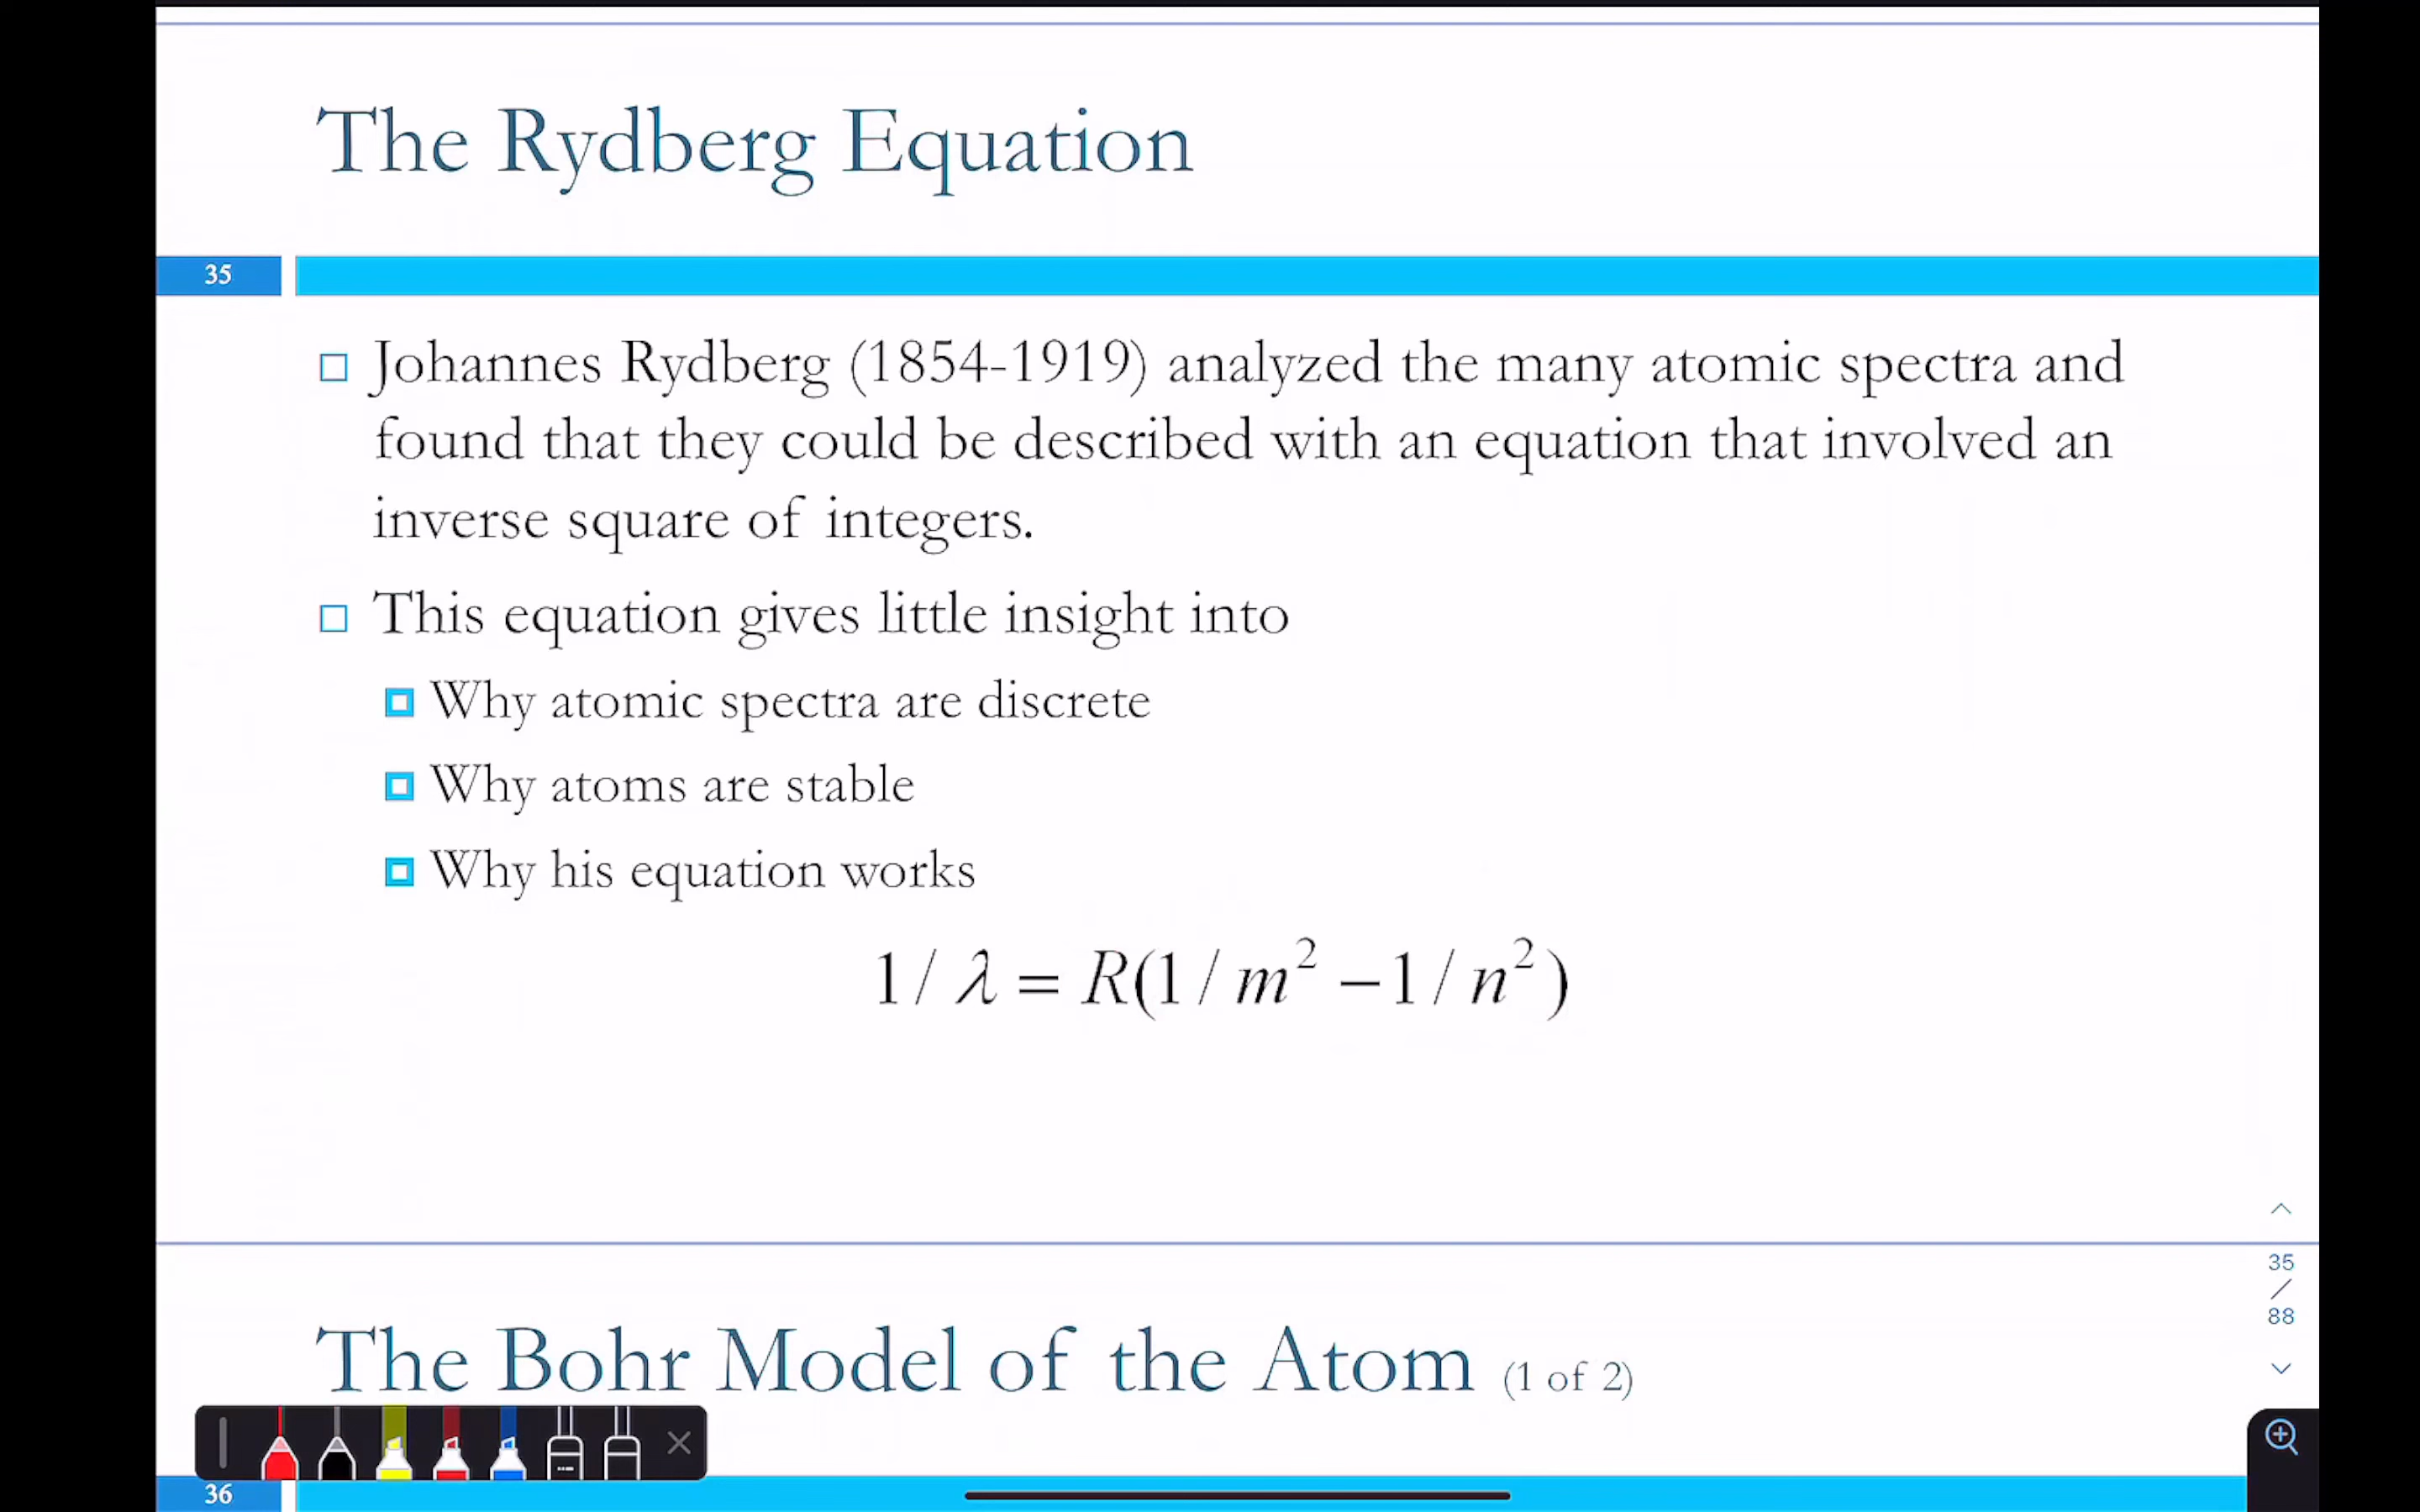 The Rydberg Equation
35
Johannes Rydberg (1854-1919) analyzed the many atomic spectra and
found that they could be described with an equation that involved an
inverse square of integers.
This equation gives little insight into
Why atomic spectra are discrete
Why atoms are stable
Why his equation works
1/ λ = R(1/ m² −1/ n²)
35
/
88
The Bohr Model of the Atom (1 of 2)
36